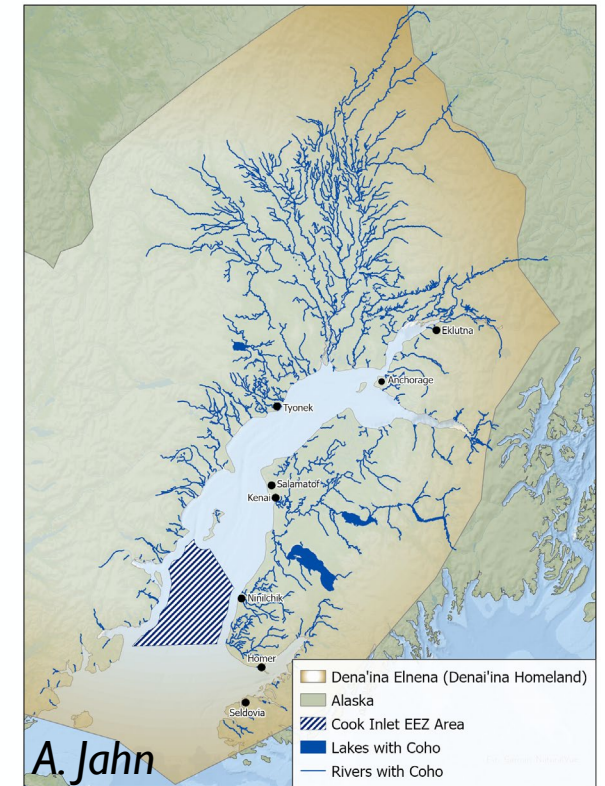 Eklutna
Anchorage
Tyonek
Salamatof
Kenai
Ninilchik
Homer
Seldovia
Dena'ina Elnena (Denai'ina Homeland)
Alaska
Cook Inlet EEZ Area
Lakes with Coho
Rivers with Coho
A. Jahn